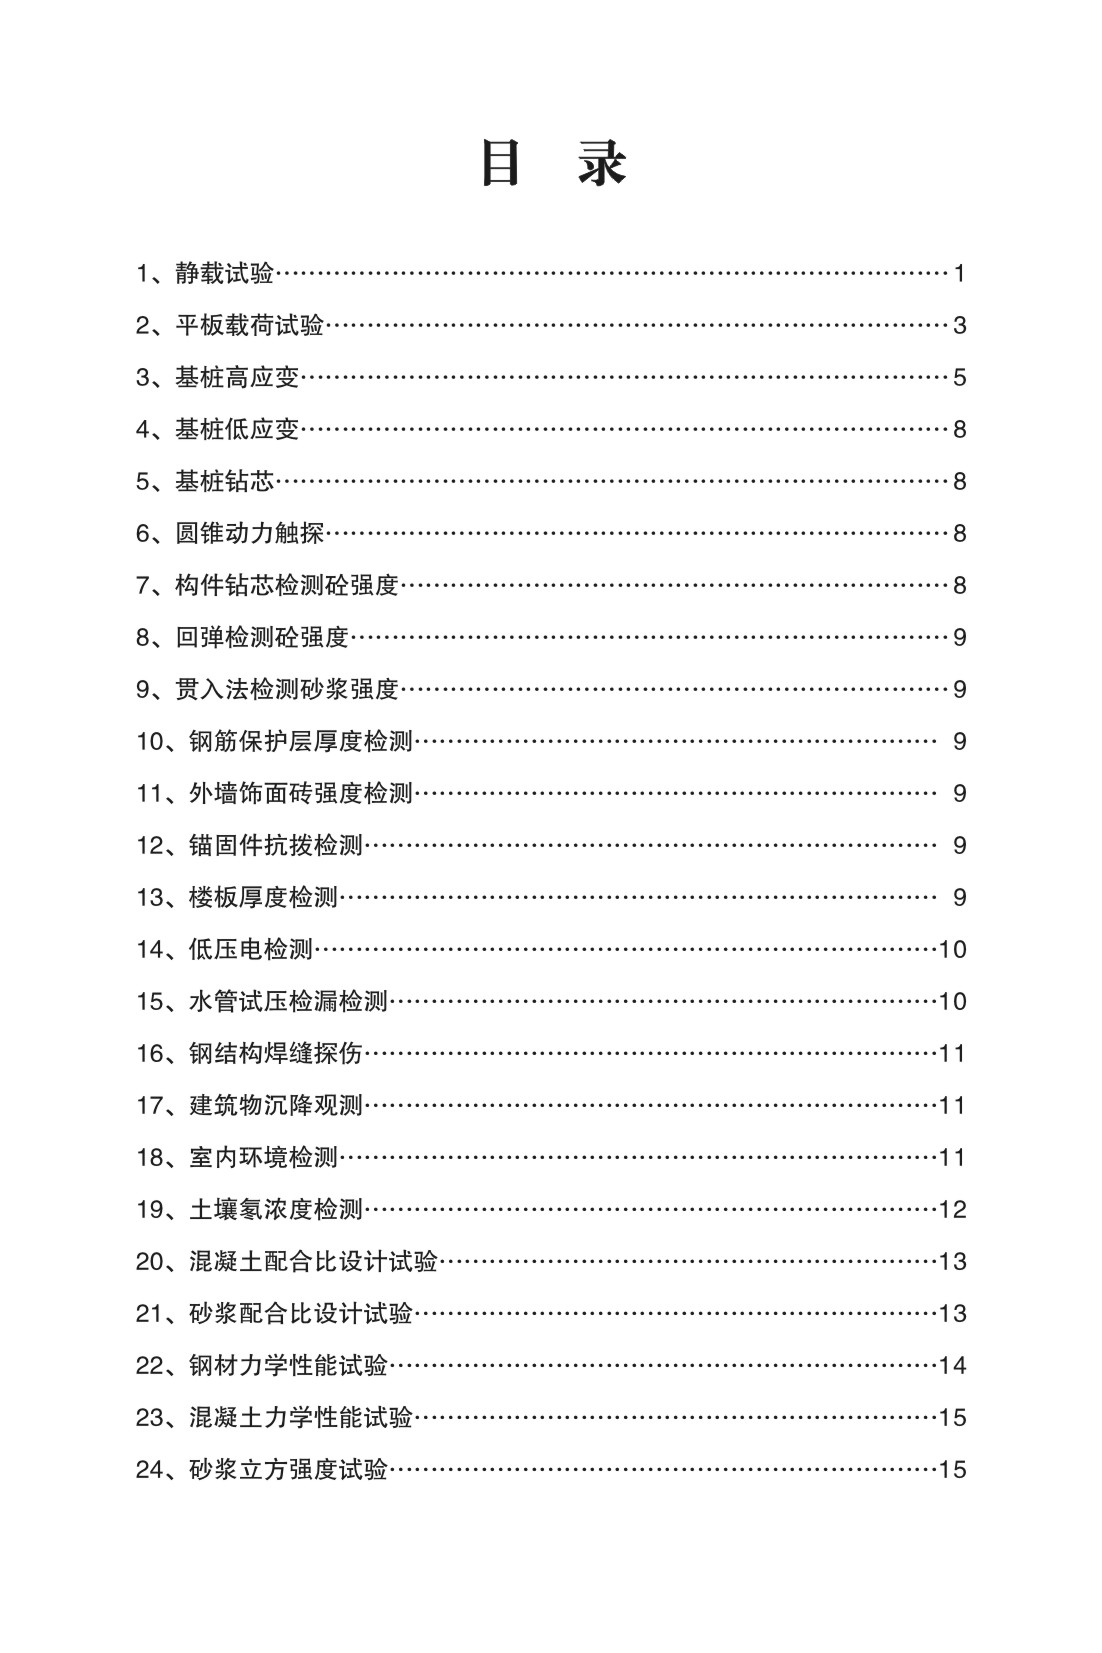 目 录
1、静载试验……………………………………………………1
2、平板载荷试验……………………………………………………3
3、基桩高应变……………………………………………………5
4、基桩低应变……………………………………………………8
5、基桩钻芯……………………………………………………8
6、圆锥动力触探……………………………………………………8
7、构件钻芯检测砼强度……………………………………………………8
8、回弹检测砼强度……………………………………………………9
9、贯入法检测砂浆强度……………………………………………………9
10、钢筋保护层厚度检测…………………………………………………… 9
11、外墙饰面砖强度检测…………………………………………………… 9
12、锚固件抗拨检测…………………………………………………… 9
13、楼板厚度检测…………………………………………………… 9
14、低压电检测……………………………………………………10
15、水管试压检漏检测……………………………………………………10
16、钢结构焊缝探伤……………………………………………………11
17、建筑物沉降观测……………………………………………………11
18、室内环境检测……………………………………………………11
19、土壤氡浓度检测……………………………………………………12
20、混凝土配合比设计试验……………………………………………………13
21、砂浆配合比设计试验……………………………………………………13
22、钢材力学性能试验……………………………………………………14
23、混凝土力学性能试验……………………………………………………15
24、砂浆立方强度试验……………………………………………………15